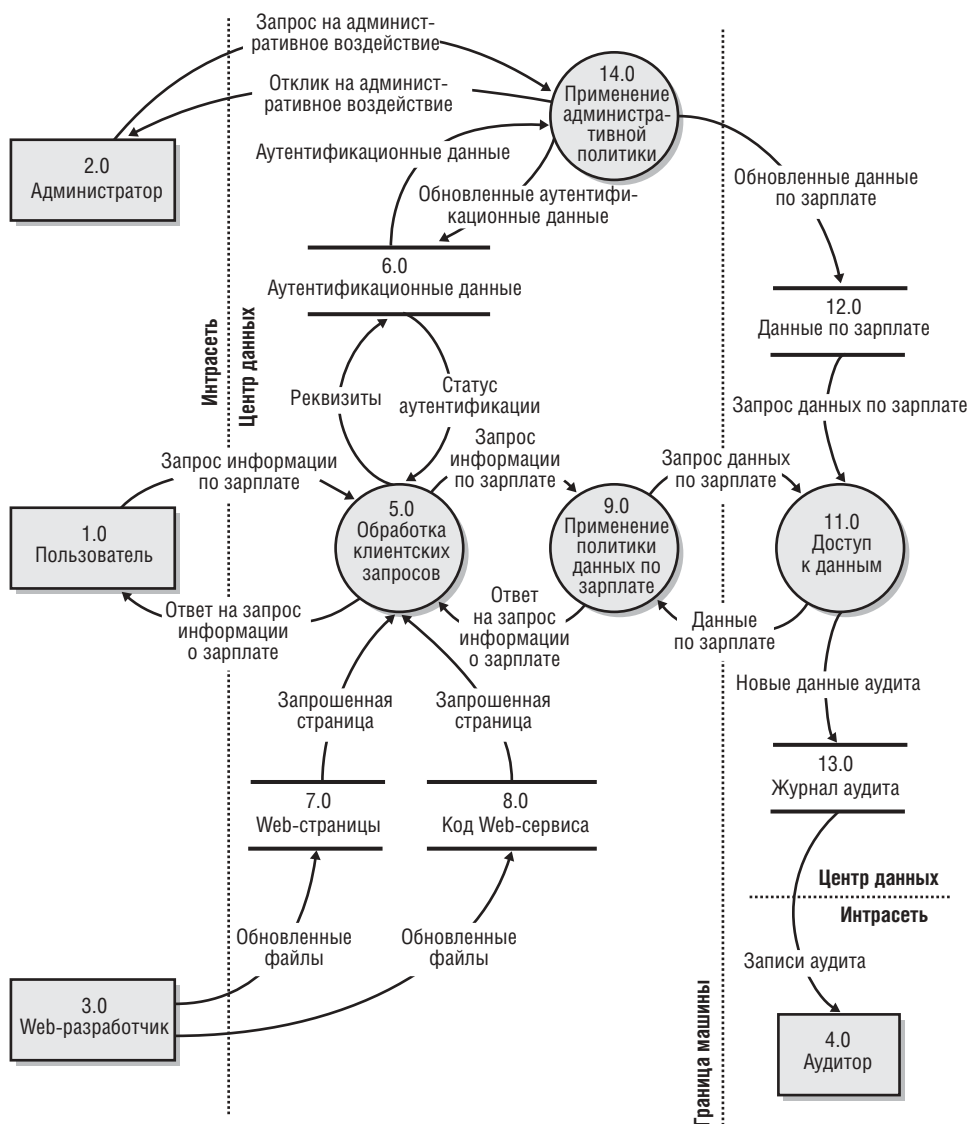 Запрос на админист-
ративное воздействие
Отклик на админист-
ративное воздействие
14.0
Применение
администра-
тивной
политики
2.0
Администратор
Аутентификационные данные
Обновленные аутентифи-
кационные данные
Обновленные данные
по зарплате
6.0
Аутентификационные данные
12.0
Данные по зарплате
Интрасеть
Центр данных
Реквизиты
Статус
аутентификации
Запрос данных по зарплате
Запрос информации
по зарплате
Запрос
информации
по зарплате
Запрос данных
по зарплате
1.0
Пользователь
5.0
Обработка
клиентских
запросов
9.0
Применение
политики
данных по
зарплате
11.0
Доступ
к данным
Ответ на запрос
информации
о зарплате
Ответ
на запрос
информации
о зарплате
Данные
по зарплате
Запрошенная
страница
Запрошенная
страница
Новые данные аудита
7.0
Web-страницы
8.0
Код Web-сервиса
13.0
Журнал аудита
Центр данных
Интрасеть
Обновленные
файлы
Обновленные
файлы
Записи аудита
3.0
Web-разработчик
Граница машины
4.0
Аудитор